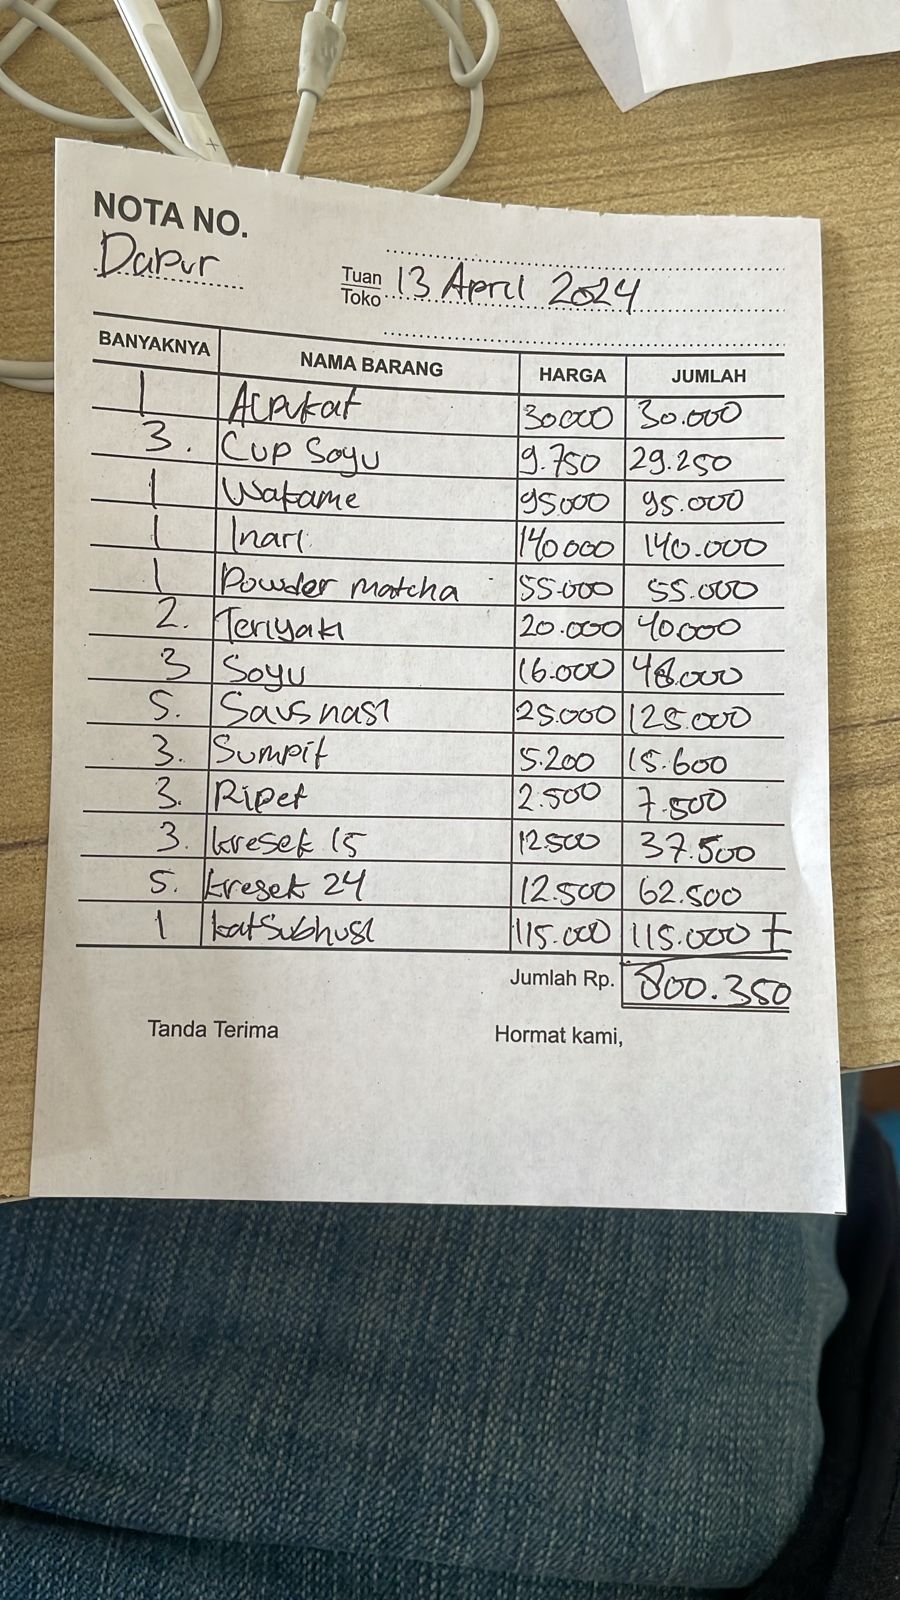 NOTA NO.
Dapur
Tuan
Toko 13 April 2024
BANYAKNYA NAMA BARANG HARGA JUMLAH
1 Alpukat 30000 30.000
3. Cup Soyu 9.750 29.250
1 Wakame 95000 95.000
1 Inari 140000 140.000
1 Powder matcha 55.000 55.000
2. Teriyaki 20.000 40000
3 Soyu 16.000 48.000
5. Saus nasi 25.000 125.000
3. Sumpit 5.200 15.600
3. Ripet 2.500 7.500
3. kresek 15 12500 37.500
5. kresek 24 12.500 62.500
1 katsubhusi 115.000 115.000 +
Jumlah Rp. 800.350
Tanda Terima Hormat kami,